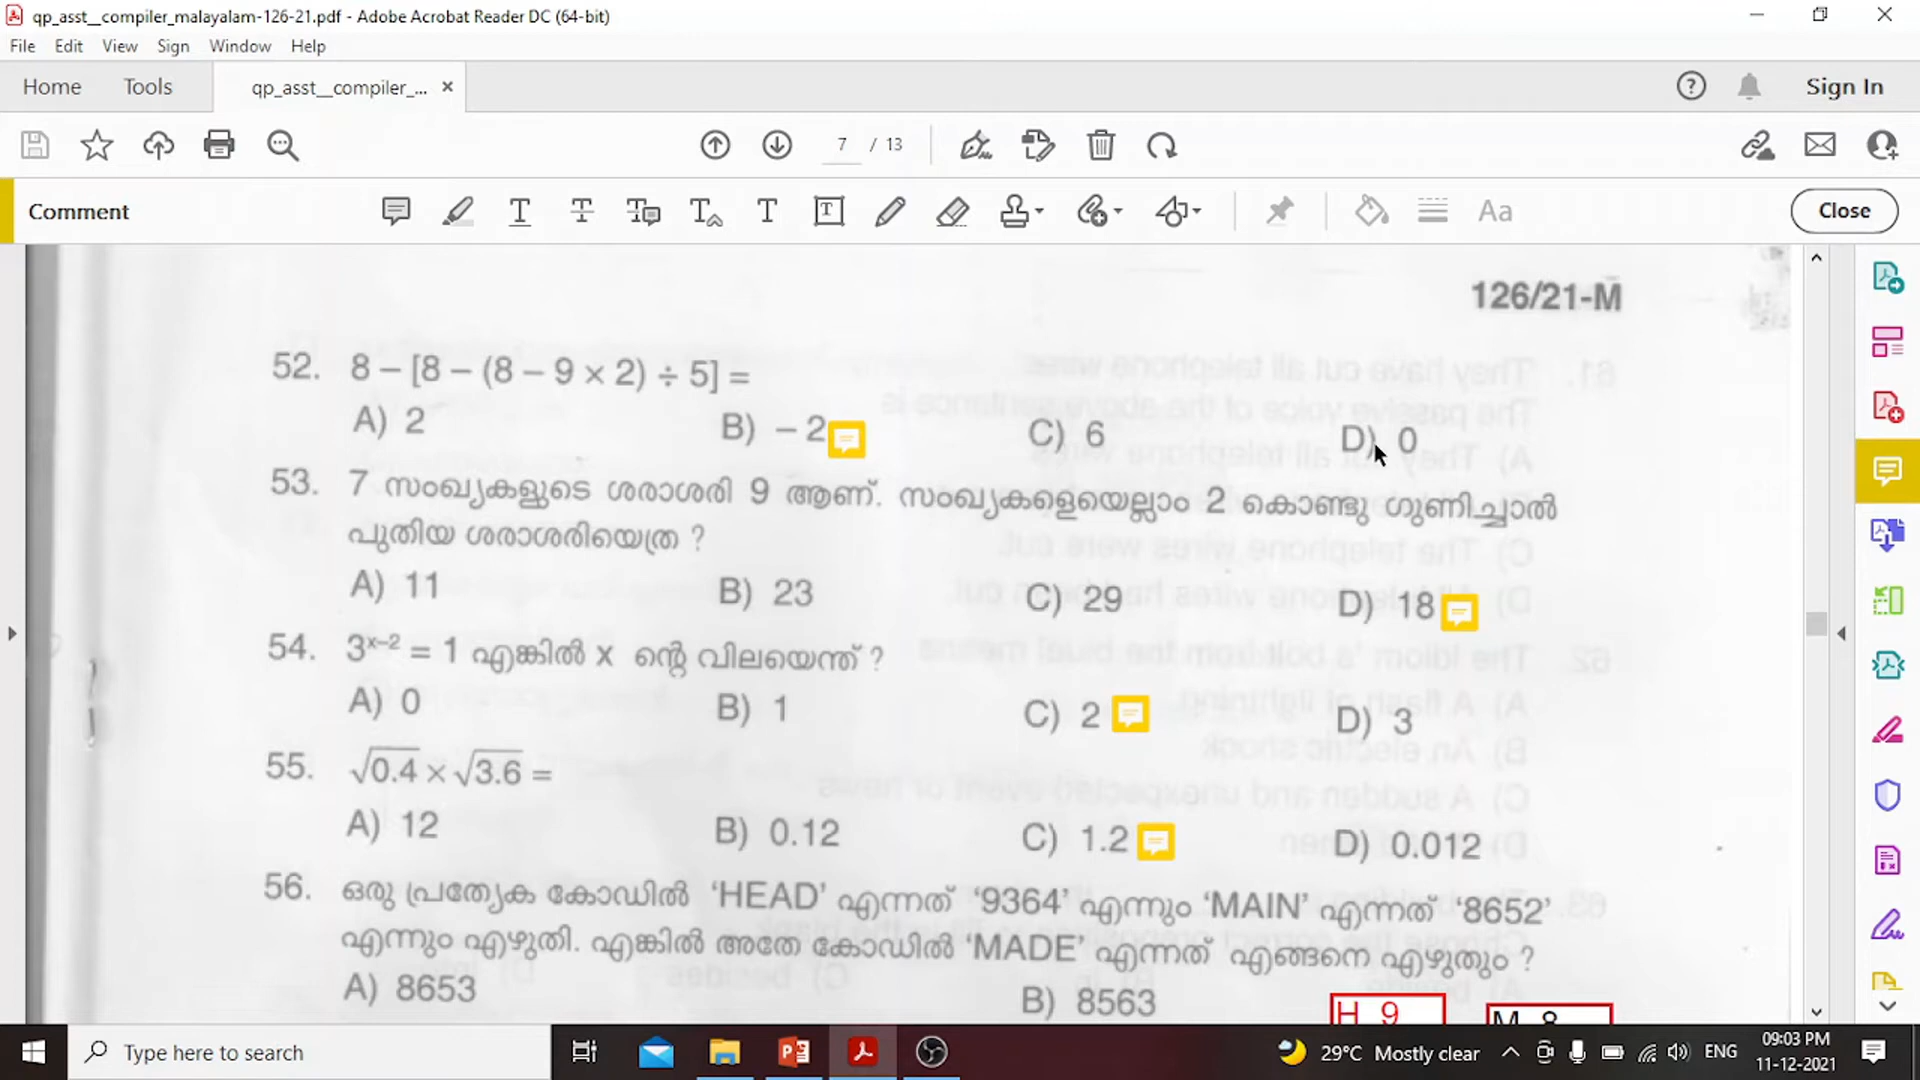 qp_asst__compiler_malayalam-126-21.pdf - Adobe Acrobat Reader DC (64-bit)
File Edit View Sign Window Help
Home Tools qp_asst__compiler_... × Sign In
7 / 13
Comment Close
126/21-M
52. 8 – [8 – (8 – 9 × 2) ÷ 5] =
A) 2 B) – 2 C) 6 D) 0
53. 7 സംഖ്യകളുടെ ശരാശരി 9 ആണ്. സംഖ്യകളെയെല്ലാം 2 കൊണ്ടു ഗുണിച്ചാൽ
പുതിയ ശരാശരിയെത്ര ?
A) 11 B) 23 C) 29 D) 18
54. 3ˣ⁻² = 1 എങ്കിൽ x ന്റെ വിലയെന്ത് ?
A) 0 B) 1 C) 2 D) 3
55. √0.4 × √3.6 =
A) 12 B) 0.12 C) 1.2 D) 0.012
56. ഒരു പ്രത്യേക കോഡിൽ ‘HEAD’ എന്നത് ‘9364’ എന്നും ‘MAIN’ എന്നത് ‘8652’
എന്നും എഴുതി. എങ്കിൽ അതേ കോഡിൽ ‘MADE’ എന്നത് എങ്ങനെ എഴുതും ?
A) 8653 B) 8563
H 9 M 8
Type here to search 29°C Mostly clear ENG 09:03 PM
11-12-2021